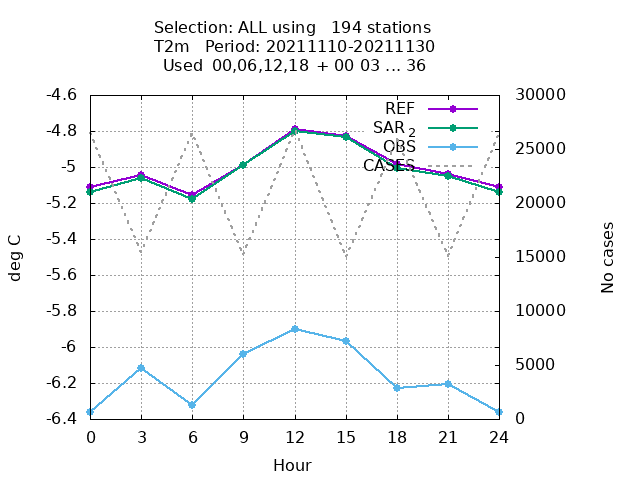 Selection: ALL using 194 stations
T2m Period: 20211110-20211130
Used 00,06,12,18 + 00 03 ... 36
-4.6
-4.8
-5
-5.2
-5.4
-5.6
-5.8
-6
-6.2
-6.4
deg C
REF
SAR 2
OBS
CASES
30000
25000
20000
15000
10000
5000
0
No cases
0 3 6 9 12 15 18 21 24
Hour